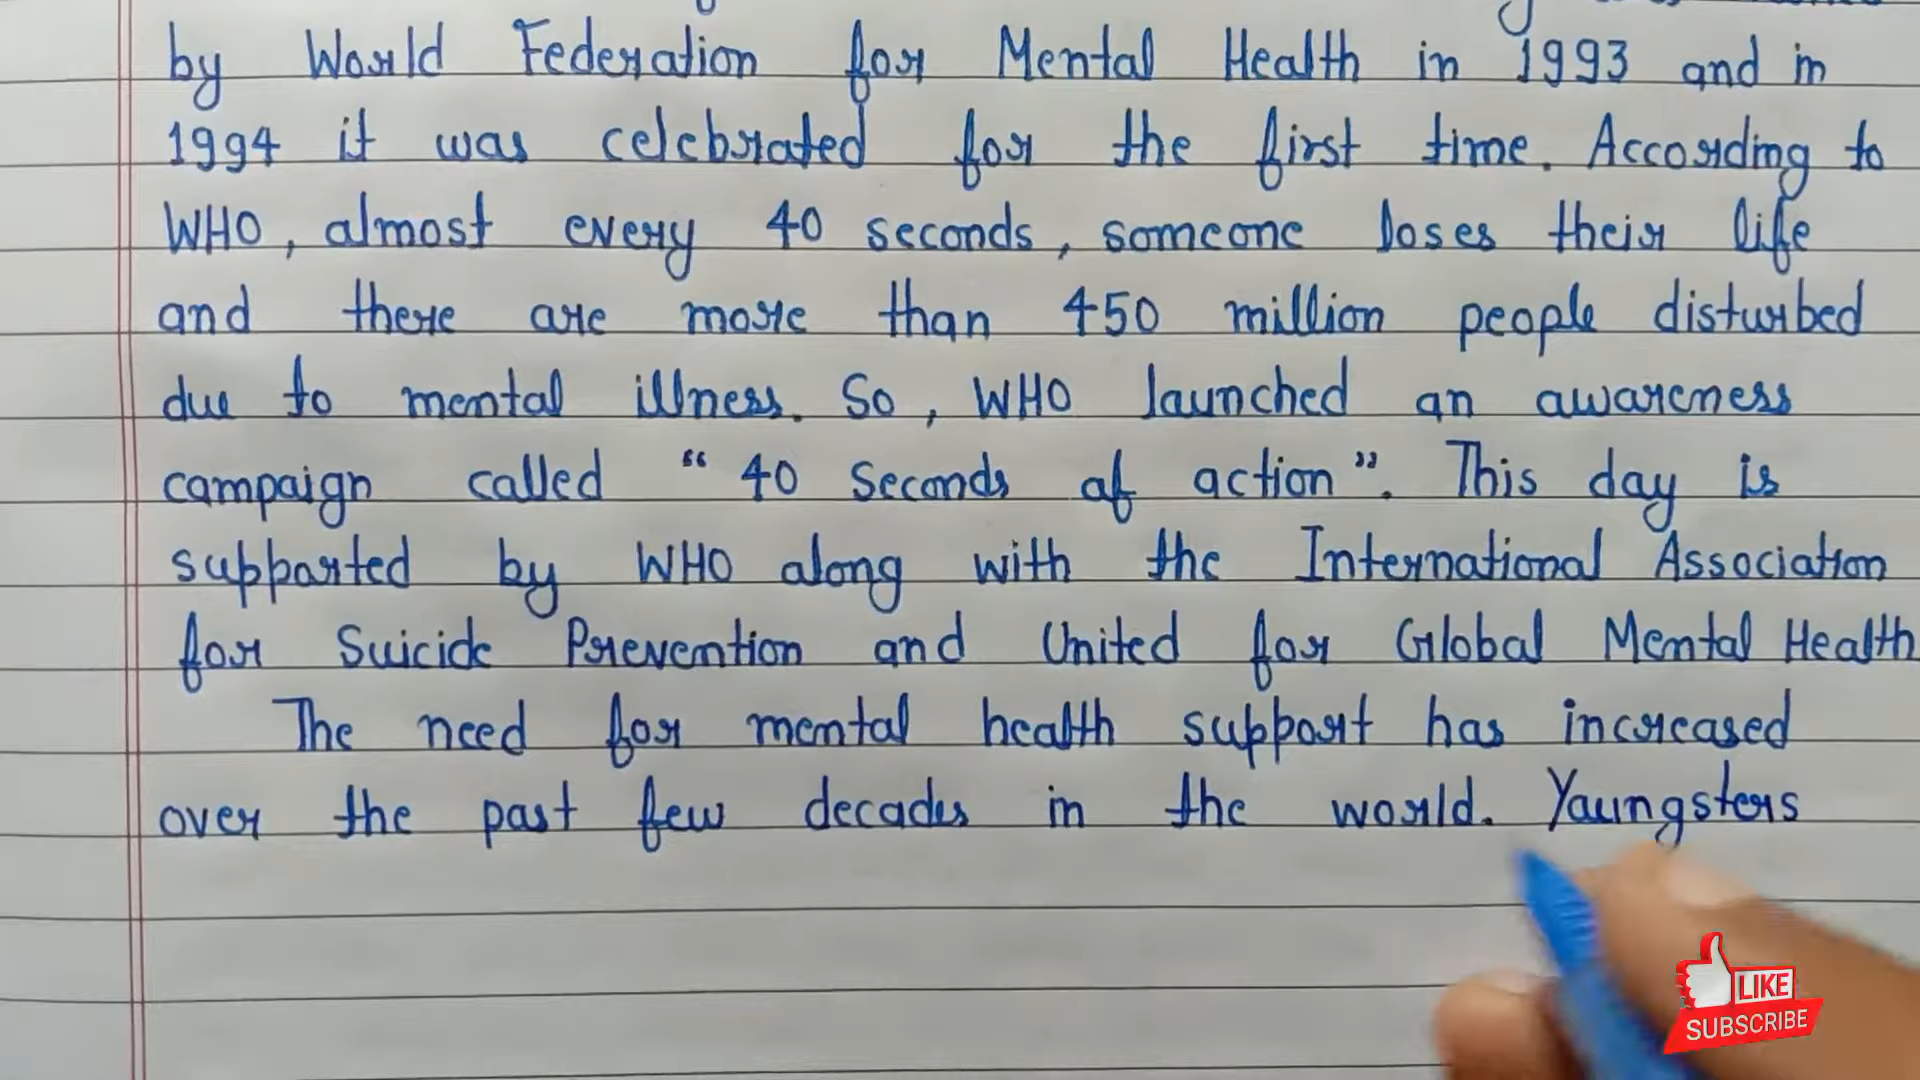 by World Federation for Mental Health in 1993 and in
1994 it was celebrated for the first time. According to
WHO, almost every 40 seconds, someone loses their life
and there are more than 450 million people disturbed
due to mental illness. So, WHO launched an awareness
campaign called “40 Seconds of action”. This day is
supported by WHO along with the International Association
for Suicide Prevention and United for Global Mental Health
The need for mental health support has increased
over the past few decades in the world. Youngsters
LIKE
SUBSCRIBE